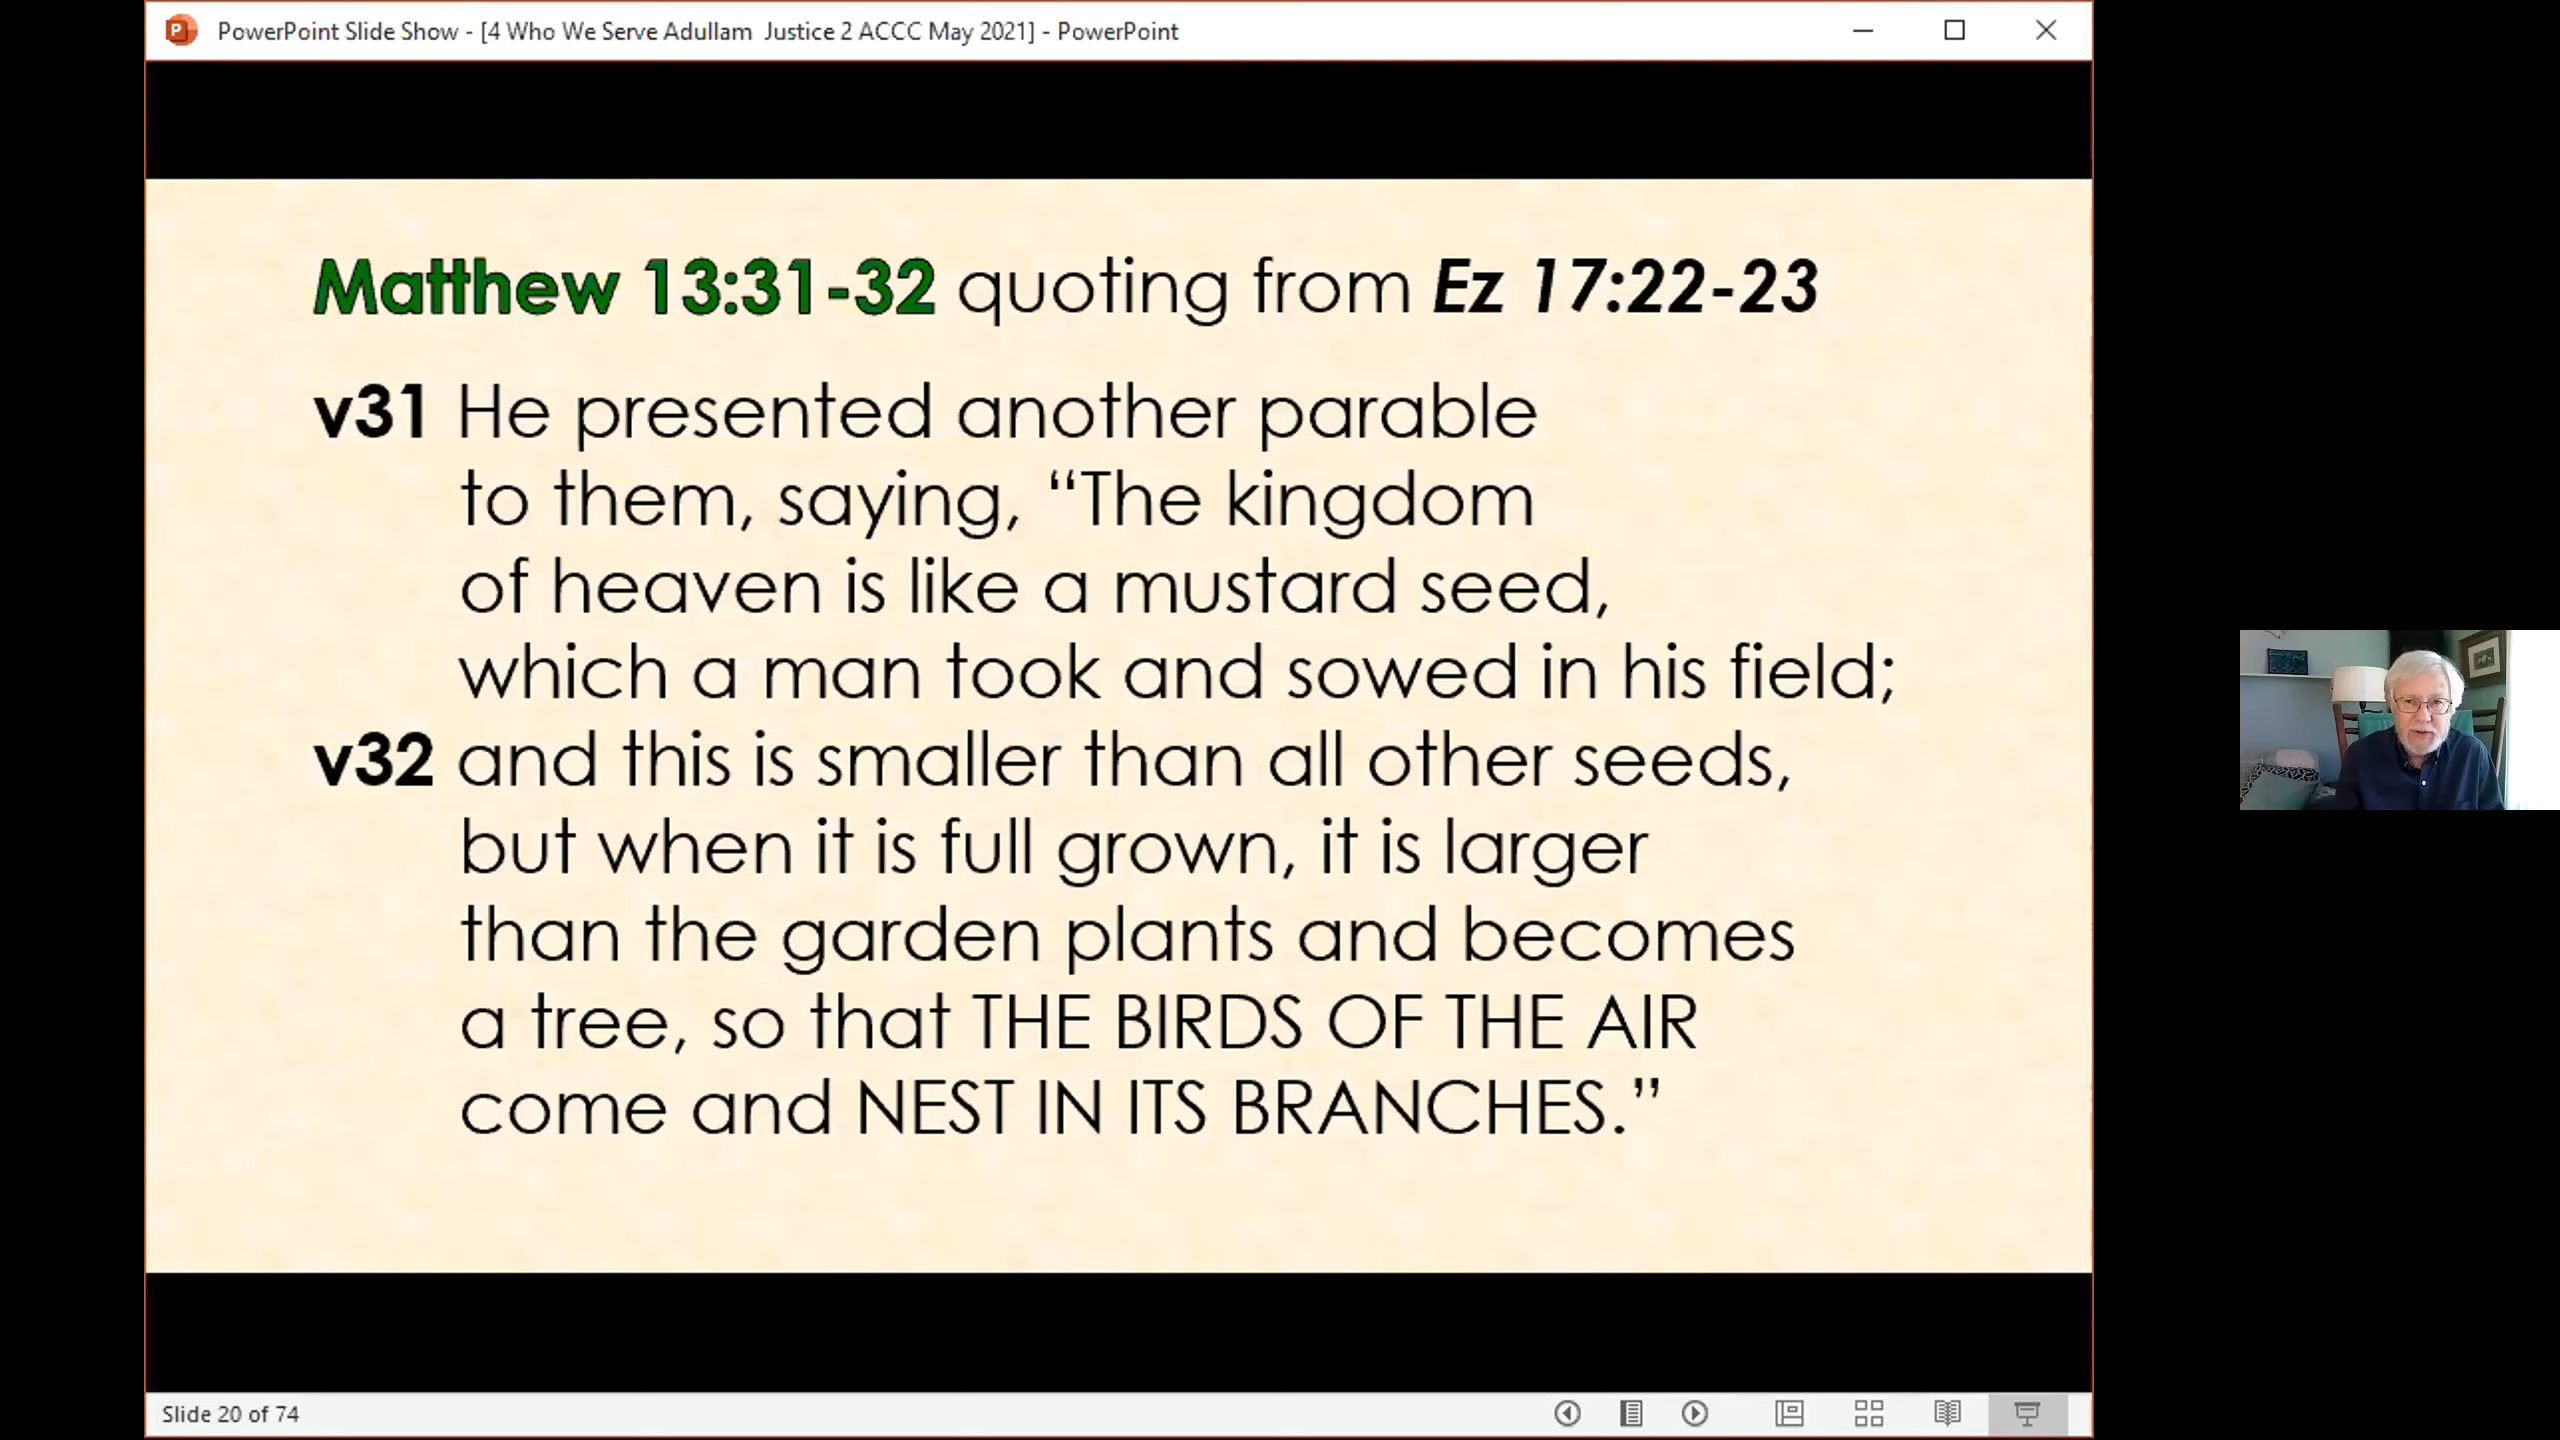 PowerPoint Slide Show - [4 Who We Serve Adullam  Justice 2 ACCC May 2021] - PowerPoint
Matthew 13:31-32 quoting from Ez 17:22-23
v31 He presented another parable
to them, saying, “The kingdom
of heaven is like a mustard seed,
which a man took and sowed in his field;
v32 and this is smaller than all other seeds,
but when it is full grown, it is larger
than the garden plants and becomes
a tree, so that THE BIRDS OF THE AIR
come and NEST IN ITS BRANCHES.”
Slide 20 of 74